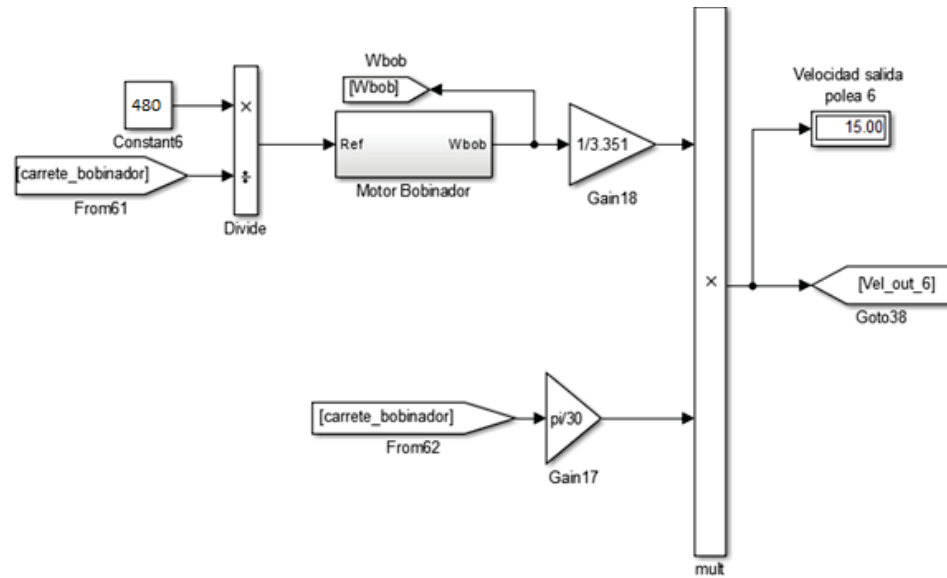 Wbob
[Wbob]
480
×
Constant6
[carrete_bobinador]
From61
÷
Divide
Ref
Wbob
Motor Bobinador
1/3.351
Gain18
Velocidad salida
polea 6
15.00
×
[Vel_out_6]
Goto38
[carrete_bobinador]
From62
pi/30
Gain17
mult